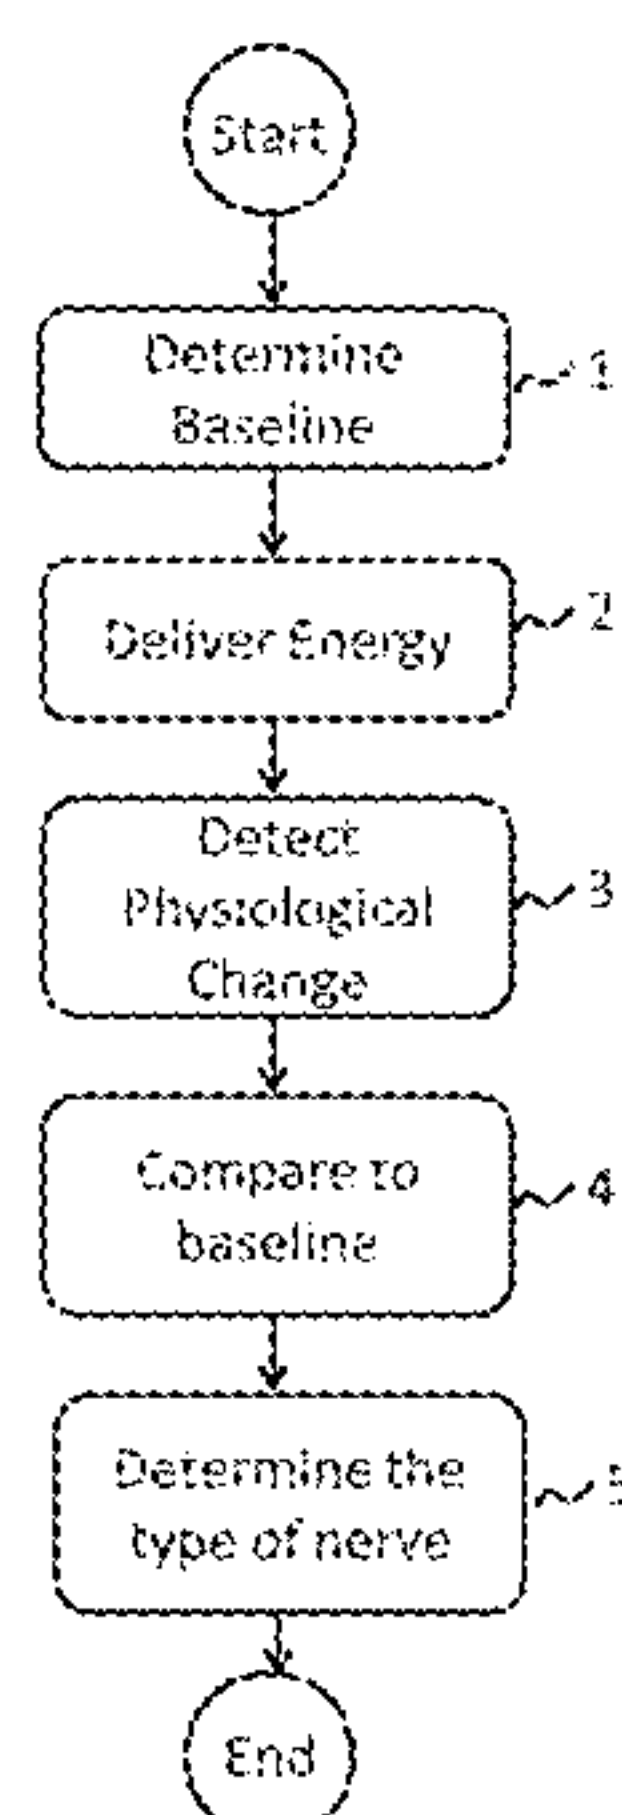 Start
Determine
Baseline
1
Deliver Energy
2
Detect
Physiological
Change
3
Compare to
baseline
4
Determine the
type of nerve
5
End